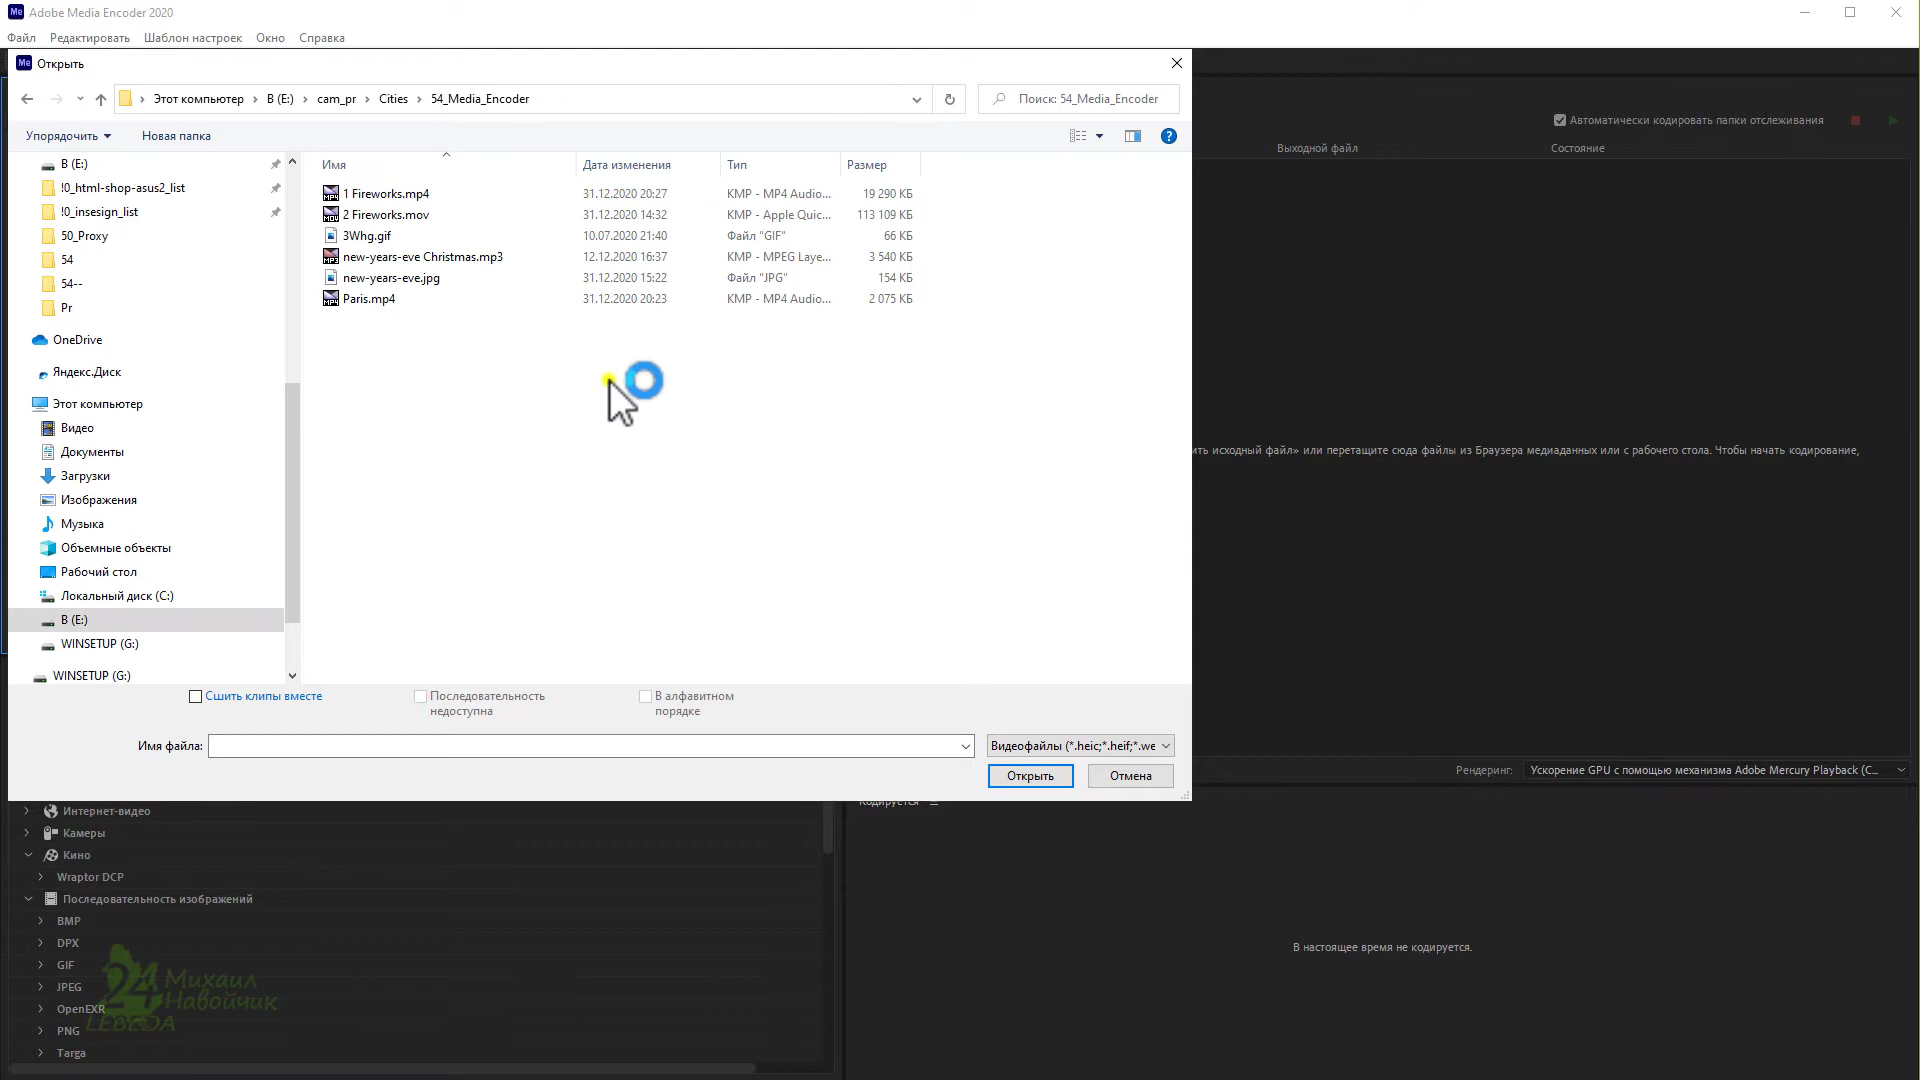 Me Adobe Media Encoder 2020
Файл Редактировать Шаблон настроек Окно Справка
Me Открыть
Этот компьютер > B (E:) > cam_pr > Cities > 54_Media_Encoder
Поиск: 54_Media_Encoder
Упорядочить Новая папка
Имя Дата изменения Тип Размер
1 Fireworks.mp4 31.12.2020 20:27 KMP - MP4 Audio... 19 290 КБ
2 Fireworks.mov 31.12.2020 14:32 KMP - Apple Quic... 113 109 КБ
3Whg.gif 10.07.2020 21:40 Файл "GIF" 66 КБ
new-years-eve Christmas.mp3 12.12.2020 16:37 KMP - MPEG Laye... 3 540 КБ
new-years-eve.jpg 31.12.2020 15:22 Файл "JPG" 154 КБ
Paris.mp4 31.12.2020 20:23 KMP - MP4 Audio... 2 075 КБ
B (E:)
!0_html-shop-asus2_list
!0_insesign_list
50_Proxy
54
54--
Pr
OneDrive
Яндекс.Диск
Этот компьютер
Видео
Документы
Загрузки
Изображения
Музыка
Объемные объекты
Рабочий стол
Локальный диск (C:)
B (E:)
WINSETUP (G:)
WINSETUP (G:)
Сшить клипы вместе
Последовательность
недоступна
В алфавитном
порядке
Имя файла:
Видеофайлы (*.heic;*.heif;*.we
Открыть Отмена
Автоматически кодировать папки отслеживания
Выходной файл Состояние
ить исходный файл» или перетащите сюда файлы из Браузера медиаданных или с рабочего стола. Чтобы начать кодирование,
Рендеринг: Ускорение GPU с помощью механизма Adobe Mercury Playback (C...
Кодируется
В настоящее время не кодируется.
Интернет-видео
Камеры
Кино
Wraptor DCP
Последовательность изображений
BMP
DPX
GIF
JPEG
OpenEXR
PNG
Targa
24
Михаил
Навойчик
LEBEDA